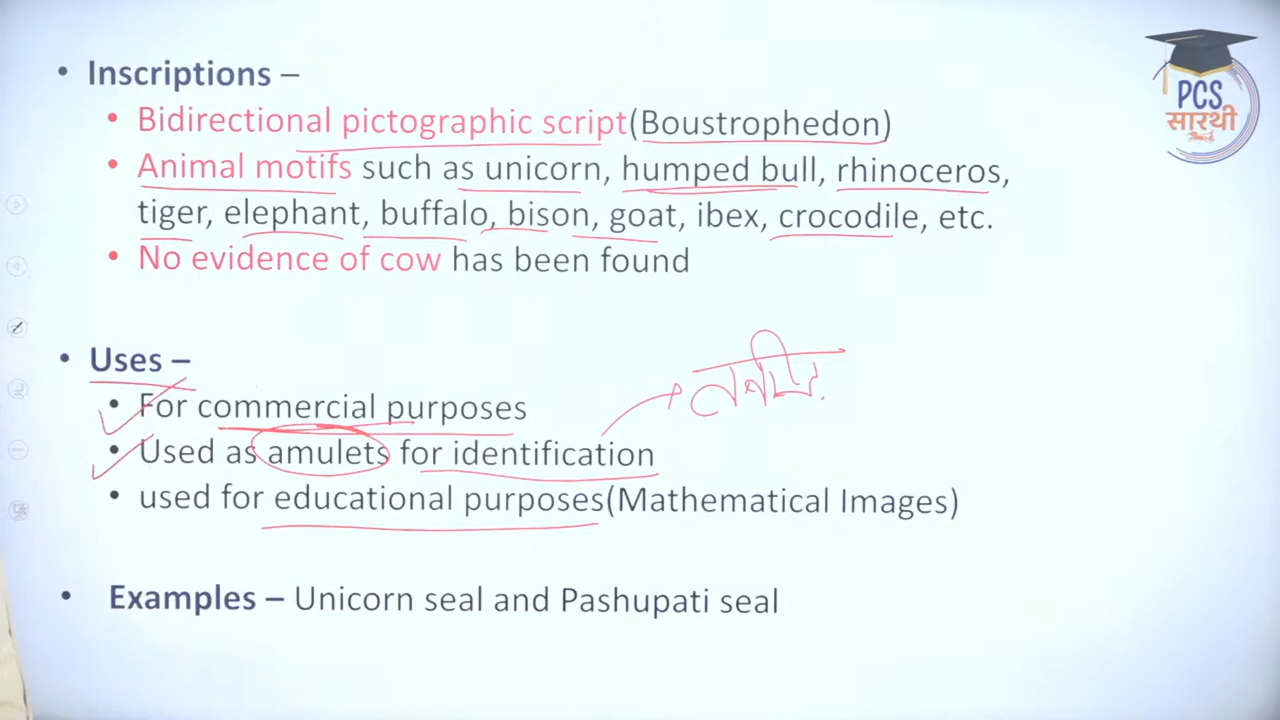 PCS
सारथी
• Inscriptions –
• Bidirectional pictographic script(Boustrophedon)
• Animal motifs such as unicorn, humped bull, rhinoceros,
tiger, elephant, buffalo, bison, goat, ibex, crocodile, etc.
• No evidence of cow has been found
• Uses –
• For commercial purposes
• Used as amulets for identification
• used for educational purposes(Mathematical Images)
• Examples – Unicorn seal and Pashupati seal